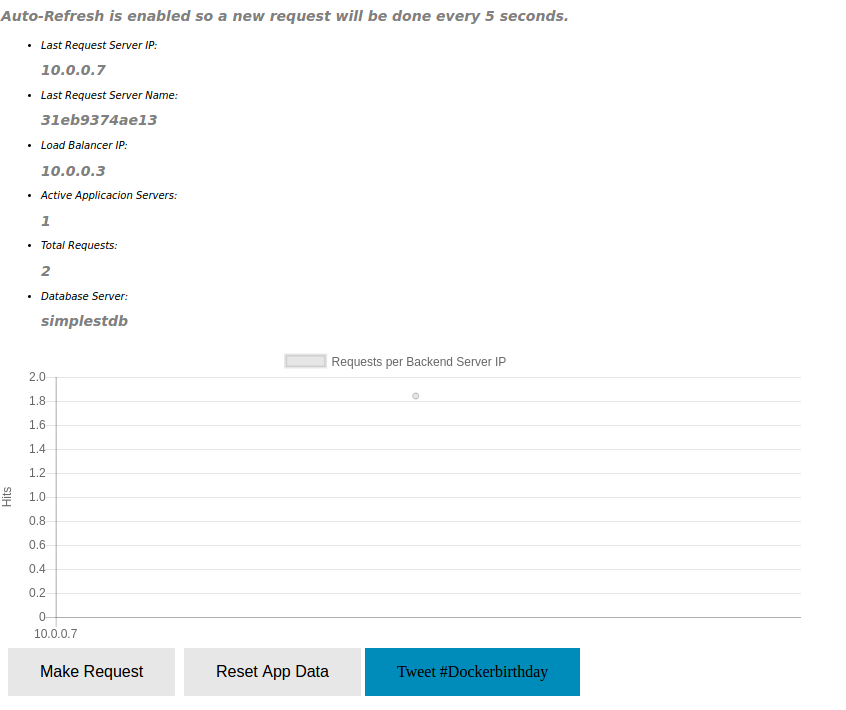 Auto-Refresh is enabled so a new request will be done every 5 seconds.
Last Request Server IP:
10.0.0.7
Last Request Server Name:
31eb9374ae13
Load Balancer IP:
10.0.0.3
Active Applicacion Servers:
1
Total Requests:
2
Database Server:
simplestdb
Requests per Backend Server IP
2.0
1.8
1.6
1.4
1.2
1.0
0.8
0.6
0.4
0.2
0
Hits
10.0.0.7
Make Request
Reset App Data
Tweet #Dockerbirthday